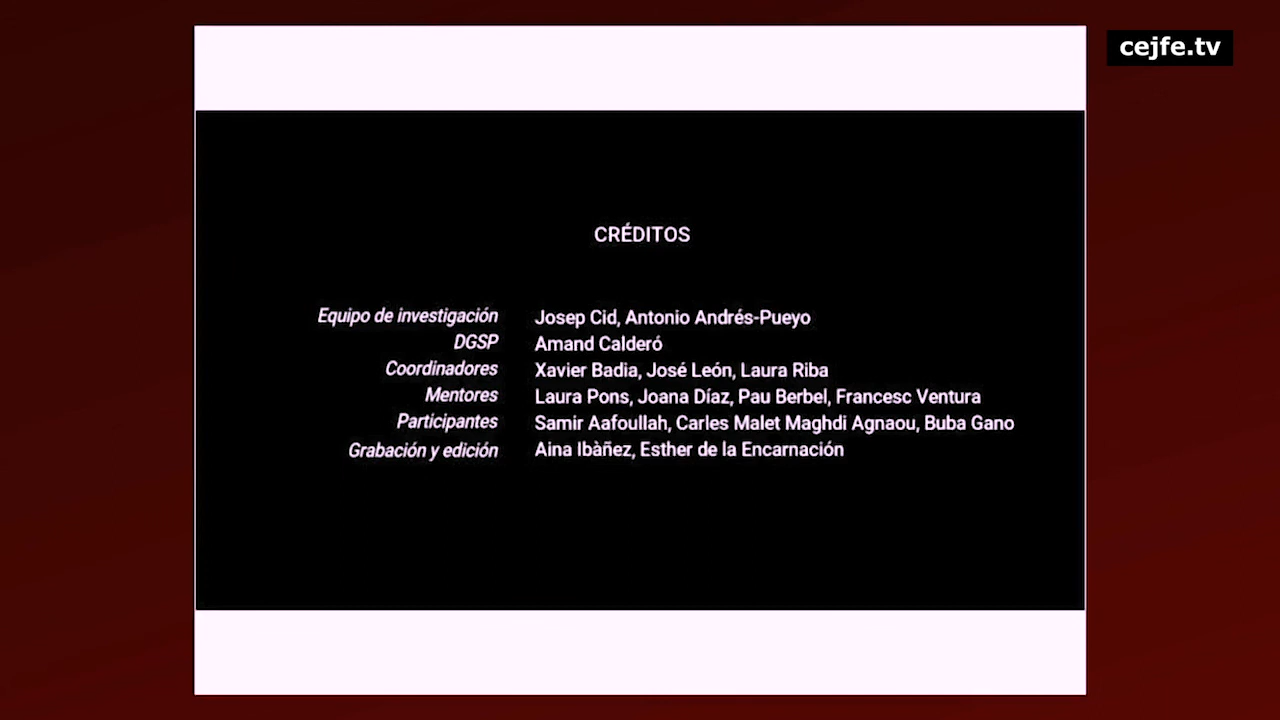 cejfe.tv
CRÉDITOS
Equipo de investigación Josep Cid, Antonio Andrés-Pueyo
DGSP Amand Calderó
Coordinadores Xavier Badia, José León, Laura Riba
Mentores Laura Pons, Joana Díaz, Pau Berbel, Francesc Ventura
Participantes Samir Aafoullah, Carles Malet Maghdi Agnaou, Buba Gano
Grabación y edición Aina Ibàñez, Esther de la Encarnación